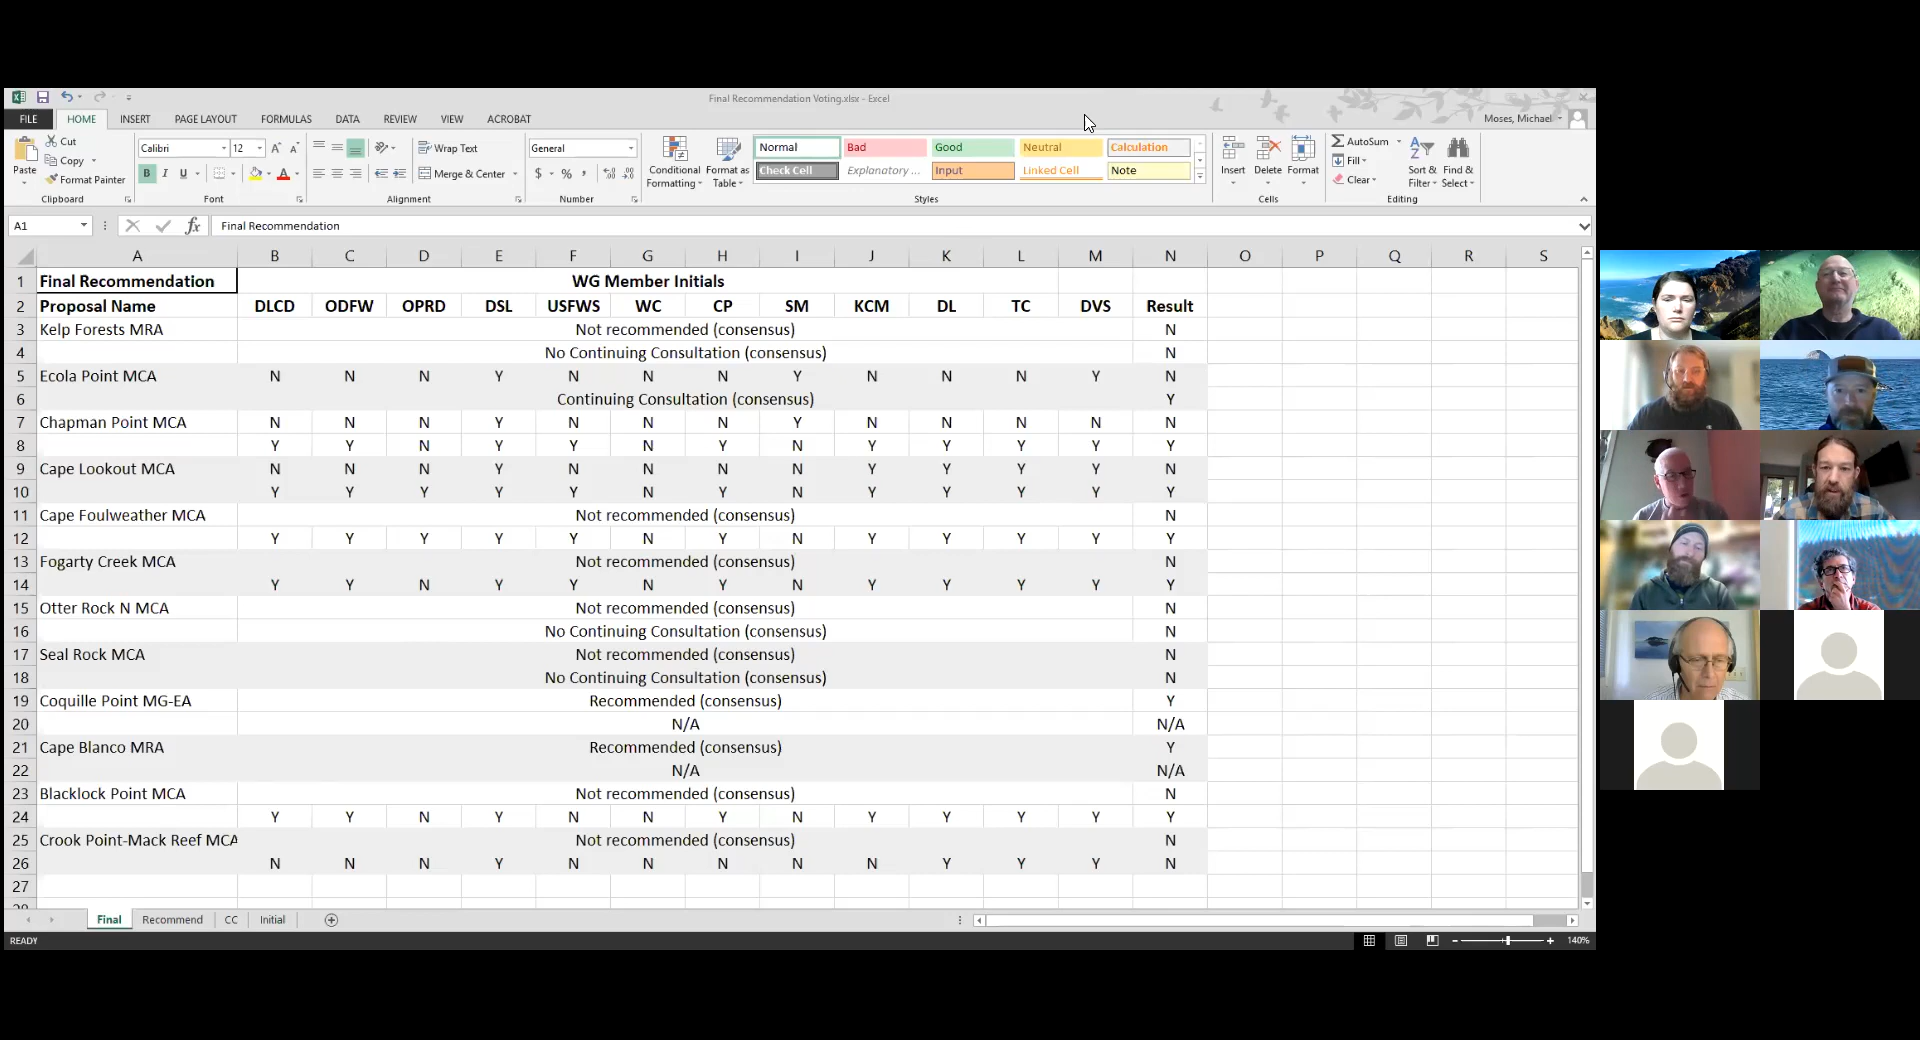 Final Recommendation Voting.xlsx - Excel
FILE HOME INSERT PAGE LAYOUT FORMULAS DATA REVIEW VIEW ACROBAT Moses, Michael
Cut Calibri 12 Wrap Text General Normal Bad Good Neutral Calculation AutoSum
Copy Fill
Paste Format Painter B I U Merge & Center $ % Conditional Formatting Format as Table Check Cell Explanatory ... Input Linked Cell Note Insert Delete Format Clear Sort & Filter Find & Select
Clipboard Font Alignment Number Styles Cells Editing
A1 fx Final Recommendation
A B C D E F G H I J K L M N O P Q R S
1 Final Recommendation WG Member Initials
2 Proposal Name DLCD ODFW OPRD DSL USFWS WC CP SM KCM DL TC DVS Result
3 Kelp Forests MRA Not recommended (consensus) N
4 No Continuing Consultation (consensus) N
5 Ecola Point MCA N N N Y N N N Y N N N Y N
6 Continuing Consultation (consensus) Y
7 Chapman Point MCA N N N Y N N N Y N N N N N
8 Y Y N Y Y N Y N Y Y Y Y Y
9 Cape Lookout MCA N N N Y N N N N Y Y Y Y N
10 Y Y Y Y Y N Y N Y Y Y Y Y
11 Cape Foulweather MCA Not recommended (consensus) N
12 Y Y Y Y Y N Y N Y Y Y Y Y
13 Fogarty Creek MCA Not recommended (consensus) N
14 Y Y N Y Y N Y N Y Y Y Y Y
15 Otter Rock N MCA Not recommended (consensus) N
16 No Continuing Consultation (consensus) N
17 Seal Rock MCA Not recommended (consensus) N
18 No Continuing Consultation (consensus) N
19 Coquille Point MG-EA Recommended (consensus) Y
20 N/A N/A
21 Cape Blanco MRA Recommended (consensus) Y
22 N/A N/A
23 Blacklock Point MCA Not recommended (consensus) N
24 Y Y N Y N N Y N Y Y Y Y Y
25 Crook Point-Mack Reef MCA Not recommended (consensus) N
26 N N N Y N N N N N Y Y Y N
27
Final Recommend CC Initial
READY 140%